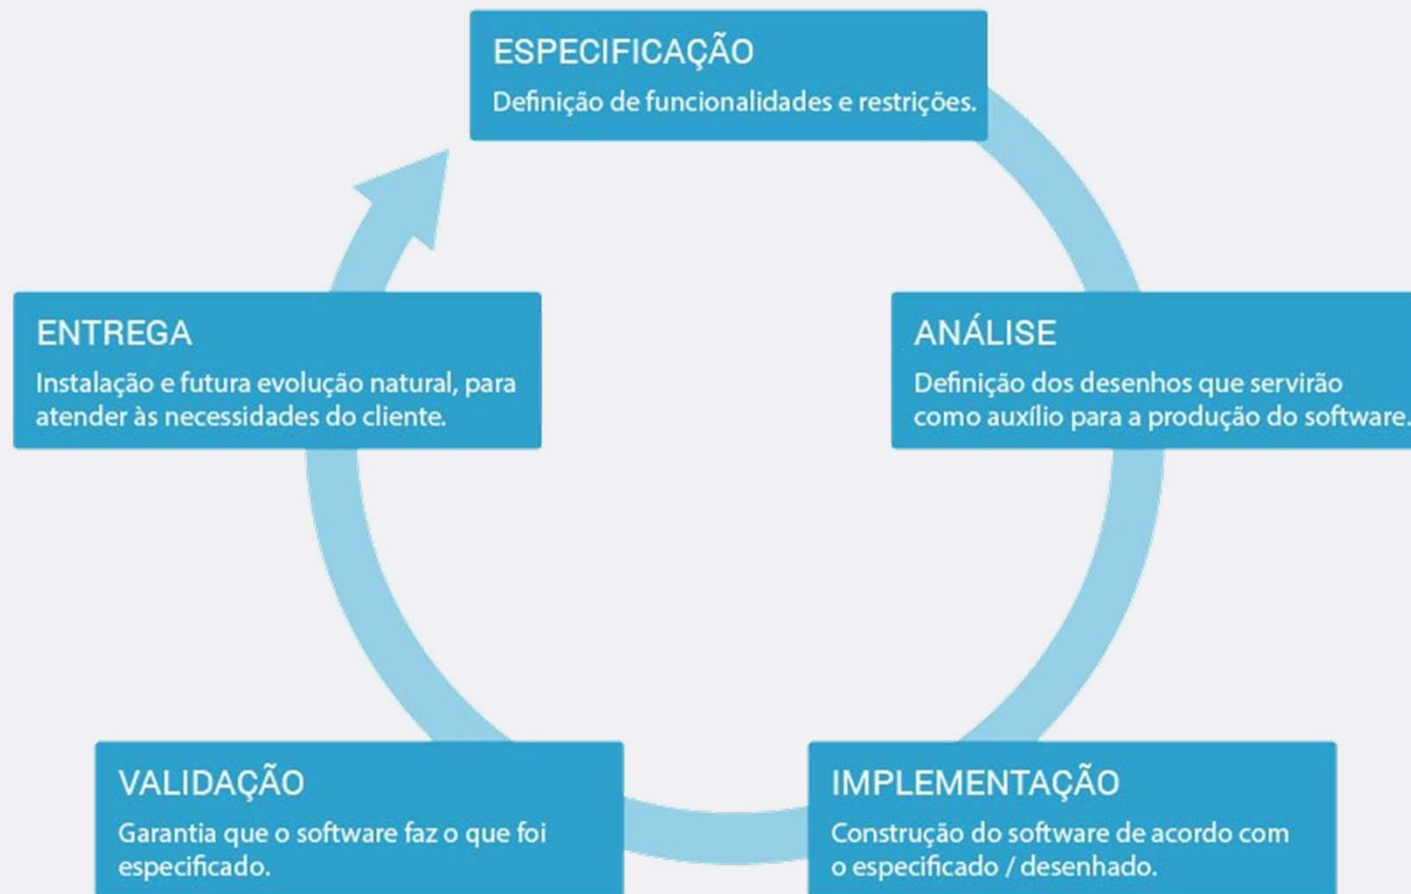 ESPECIFICAÇÃO
Definição de funcionalidades e restrições.
ANÁLISE
Definição dos desenhos que servirão
como auxílio para a produção do software.
IMPLEMENTAÇÃO
Construção do software de acordo com
o especificado / desenhado.
VALIDAÇÃO
Garantia que o software faz o que foi
especificado.
ENTREGA
Instalação e futura evolução natural, para
atender às necessidades do cliente.